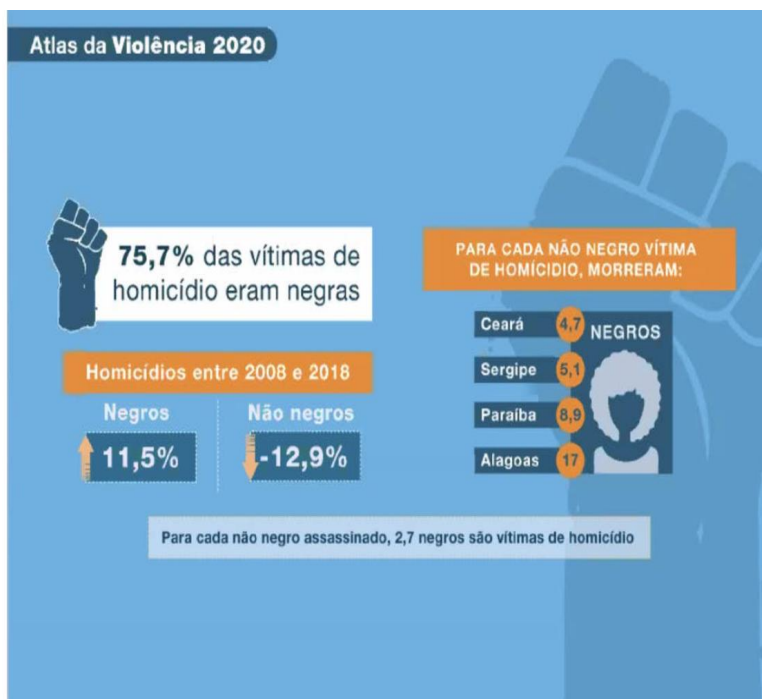 Atlas da Violência 2020
75,7% das vítimas de
homicídio eram negras
Homicídios entre 2008 e 2018
Negros
Não negros
11,5%
-12,9%
PARA CADA NÃO NEGRO VÍTIMA
DE HOMÍCIDIO, MORRERAM:
NEGROS
Ceará 4,7
Sergipe 5,1
Paraíba 8,9
Alagoas 17
Para cada não negro assassinado, 2,7 negros são vítimas de homicídio